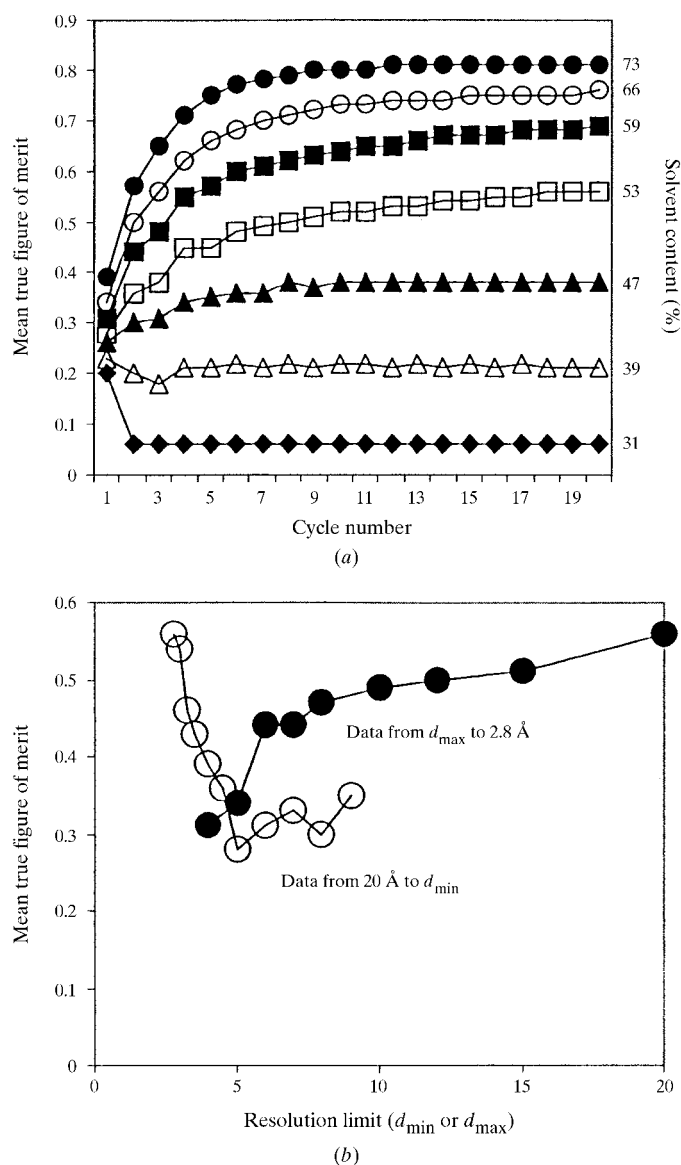 0.9
0.8
0.7
0.6
0.5
0.4
0.3
0.2
0.1
0
Mean true figure of merit
73
66
59
53
47
39
31
Solvent content (%)
1 3 5 7 9 11 13 15 17 19
Cycle number
(a)
0.6
0.5
0.4
0.3
0.2
0.1
0
Mean true figure of merit
Data from dmax to 2.8 Å
Data from 20 Å to dmin
0 5 10 15 20
Resolution limit (dmin or dmax)
(b)